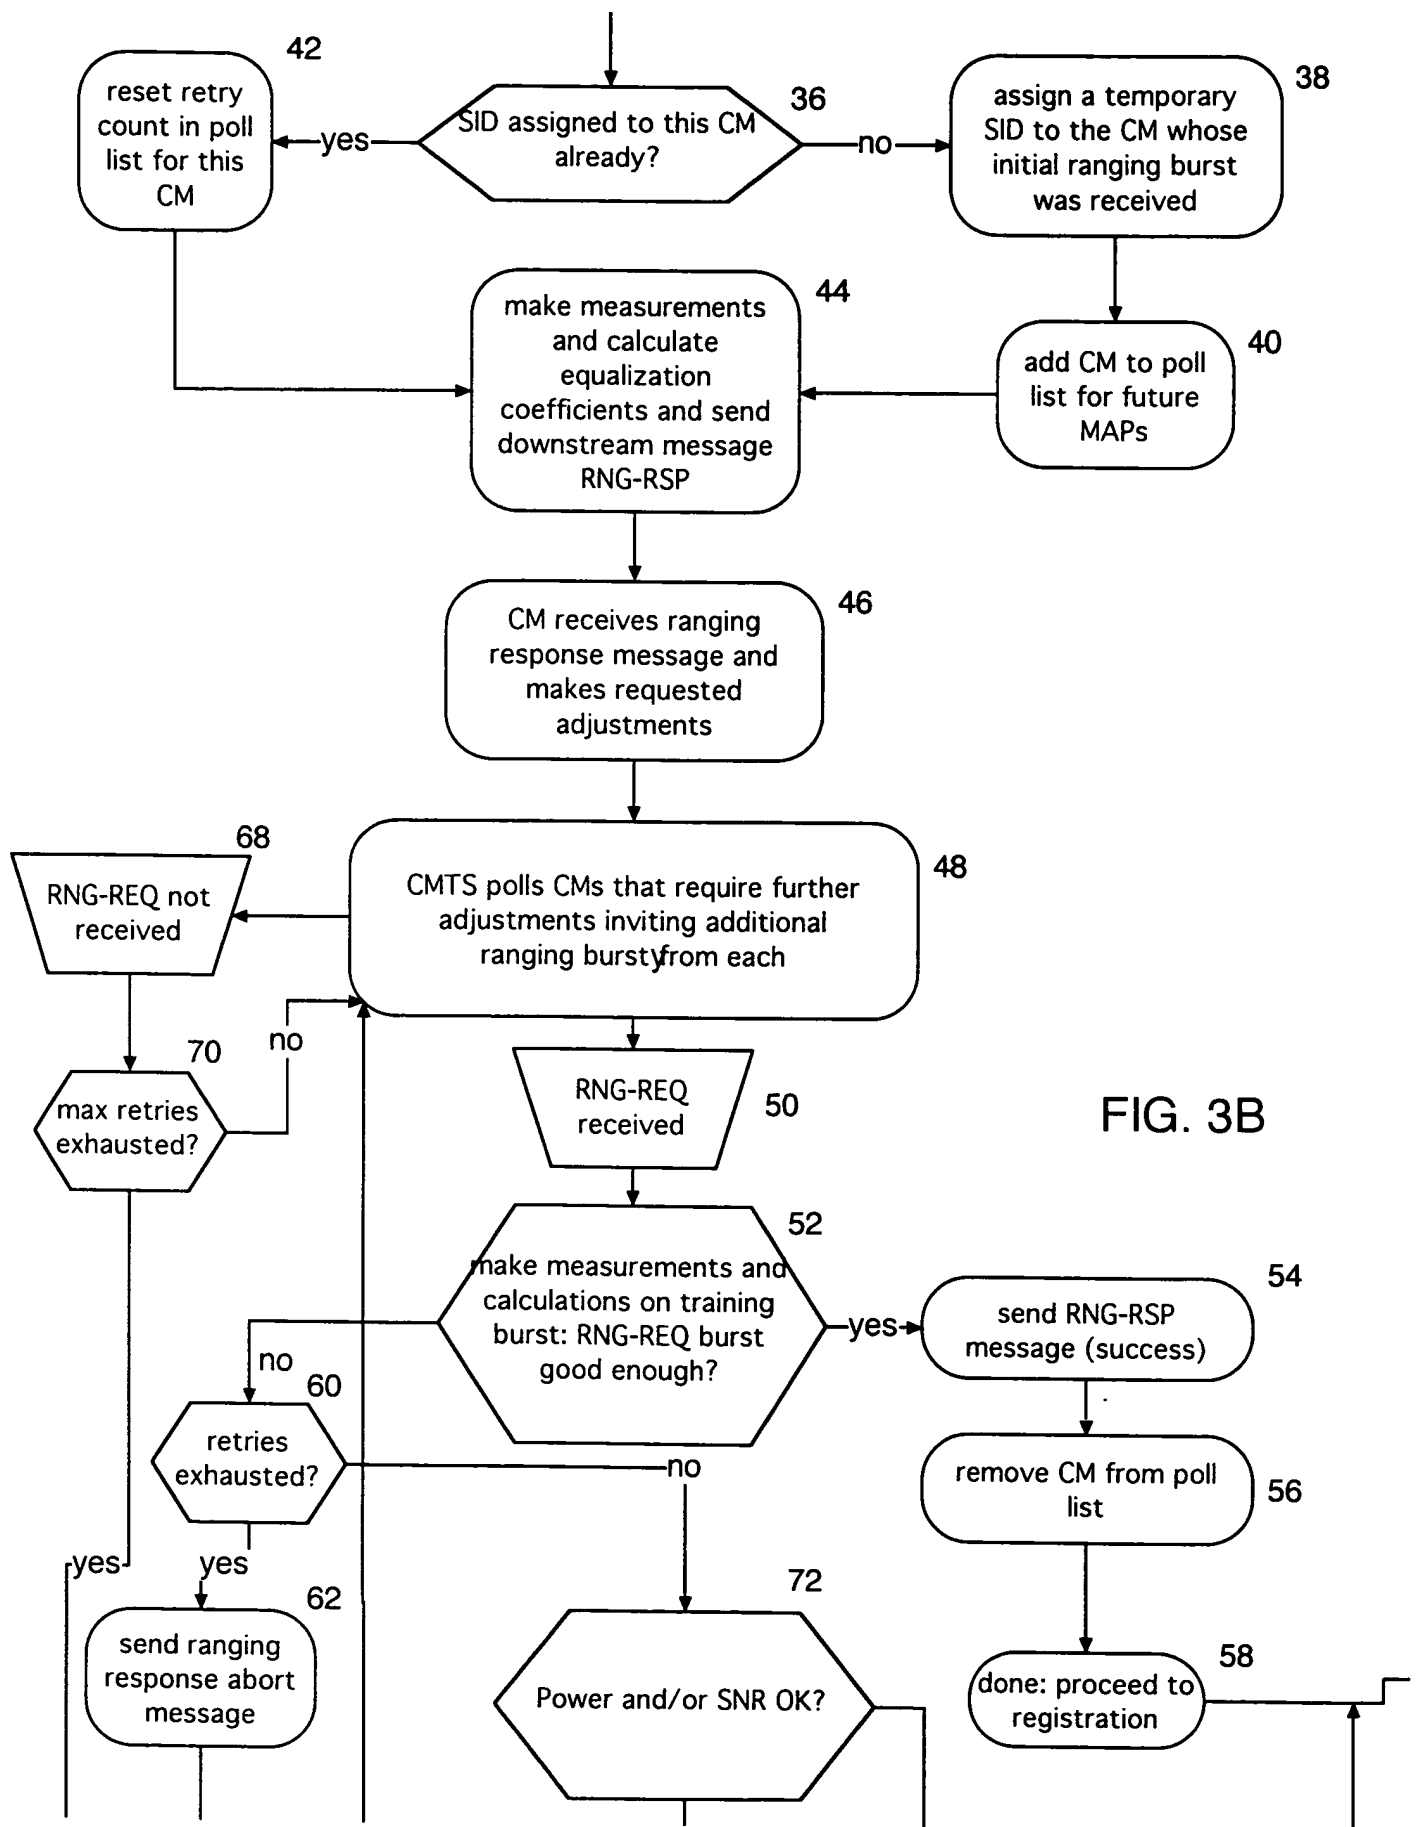 42
reset retry
count in poll
list for this
CM
yes
SID assigned to this CM
already?
36
no
38
assign a temporary
SID to the CM whose
initial ranging burst
was received
44
make measurements
and calculate
equalization
coefficients and send
downstream message
RNG-RSP
40
add CM to poll
list for future
MAPs
46
CM receives ranging
response message and
makes requested
adjustments
68
RNG-REQ not
received
48
CMTS polls CMs that require further
adjustments inviting additional
ranging bursty from each
70
no
max retries
exhausted?
RNG-REQ
received
50
FIG. 3B
52
make measurements and
calculations on training
burst: RNG-REQ burst
good enough?
yes
54
send RNG-RSP
message (success)
no
60
retries
exhausted?
no
remove CM from poll
list
56
yes
yes
62
send ranging
response abort
message
72
Power and/or SNR OK?
58
done: proceed to
registration